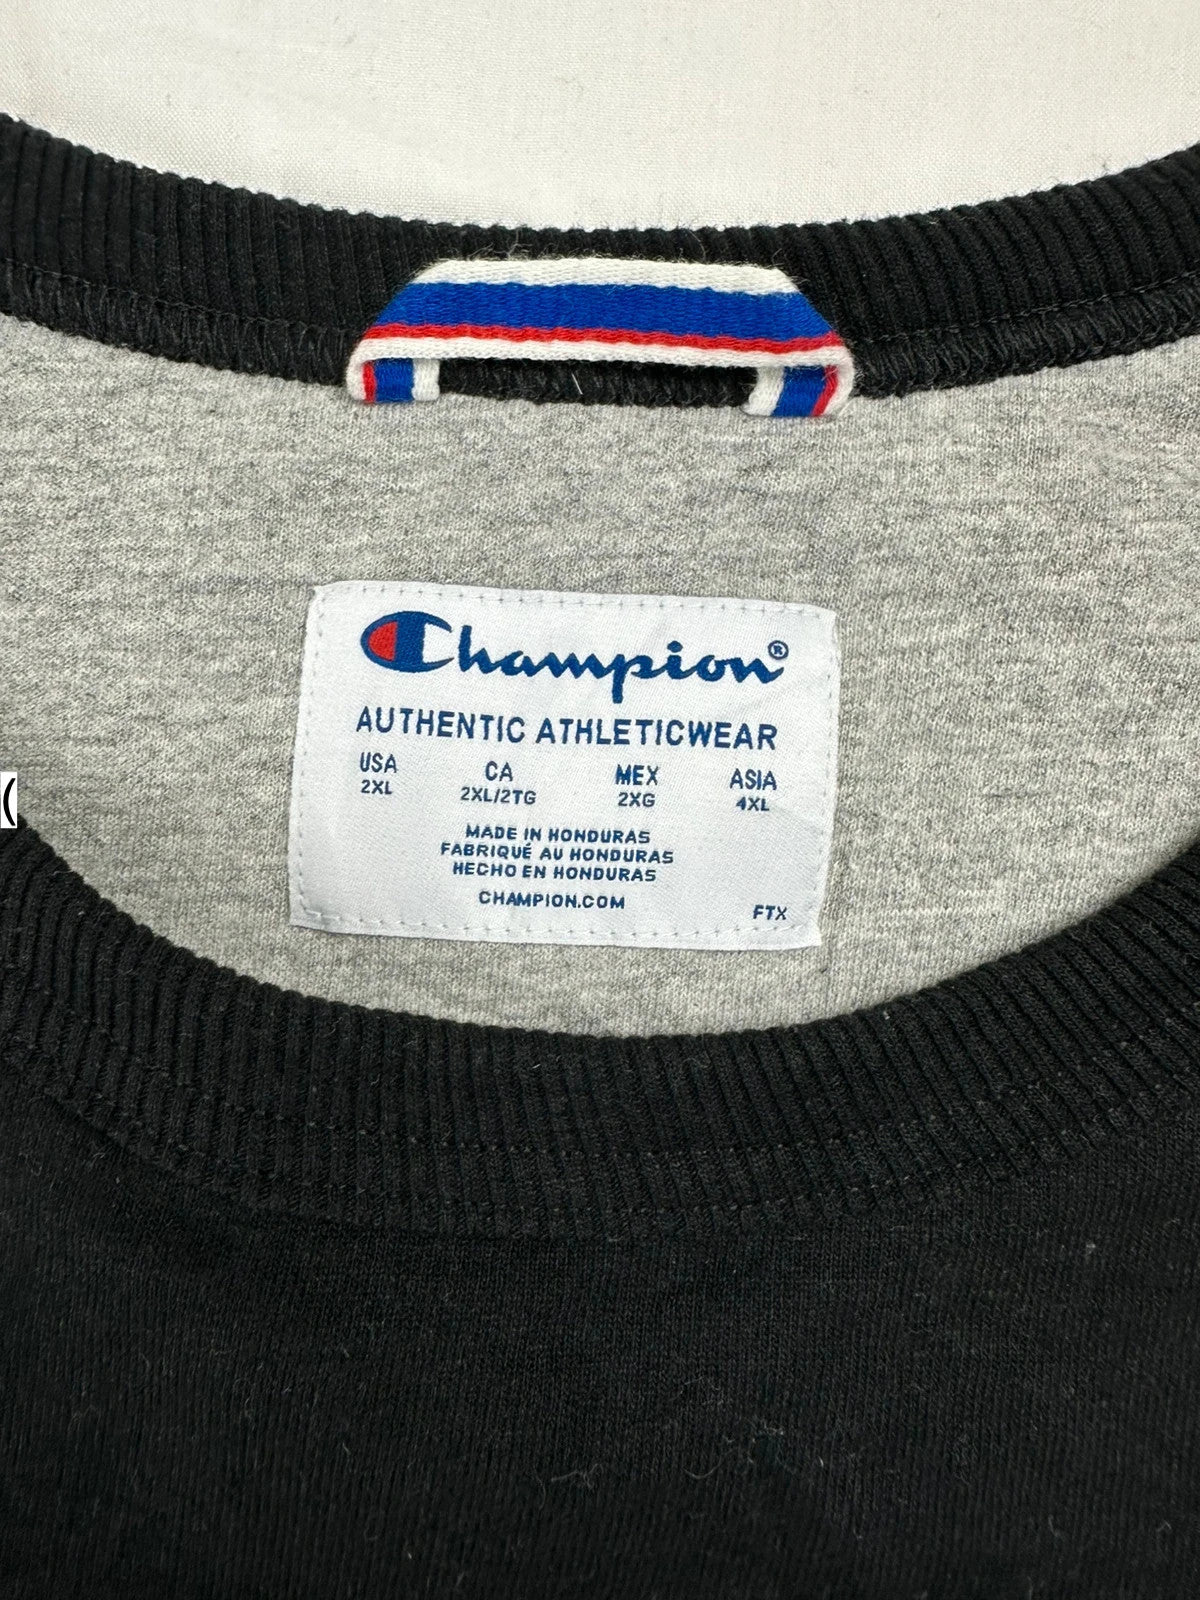 Champion®
AUTHENTIC ATHLETICWEAR
USA CA MEX ASIA
2XL 2XL/2TG 2XG 4XL
MADE IN HONDURAS
FABRIQUÉ AU HONDURAS
HECHO EN HONDURAS
CHAMPION.COM
FTX
(